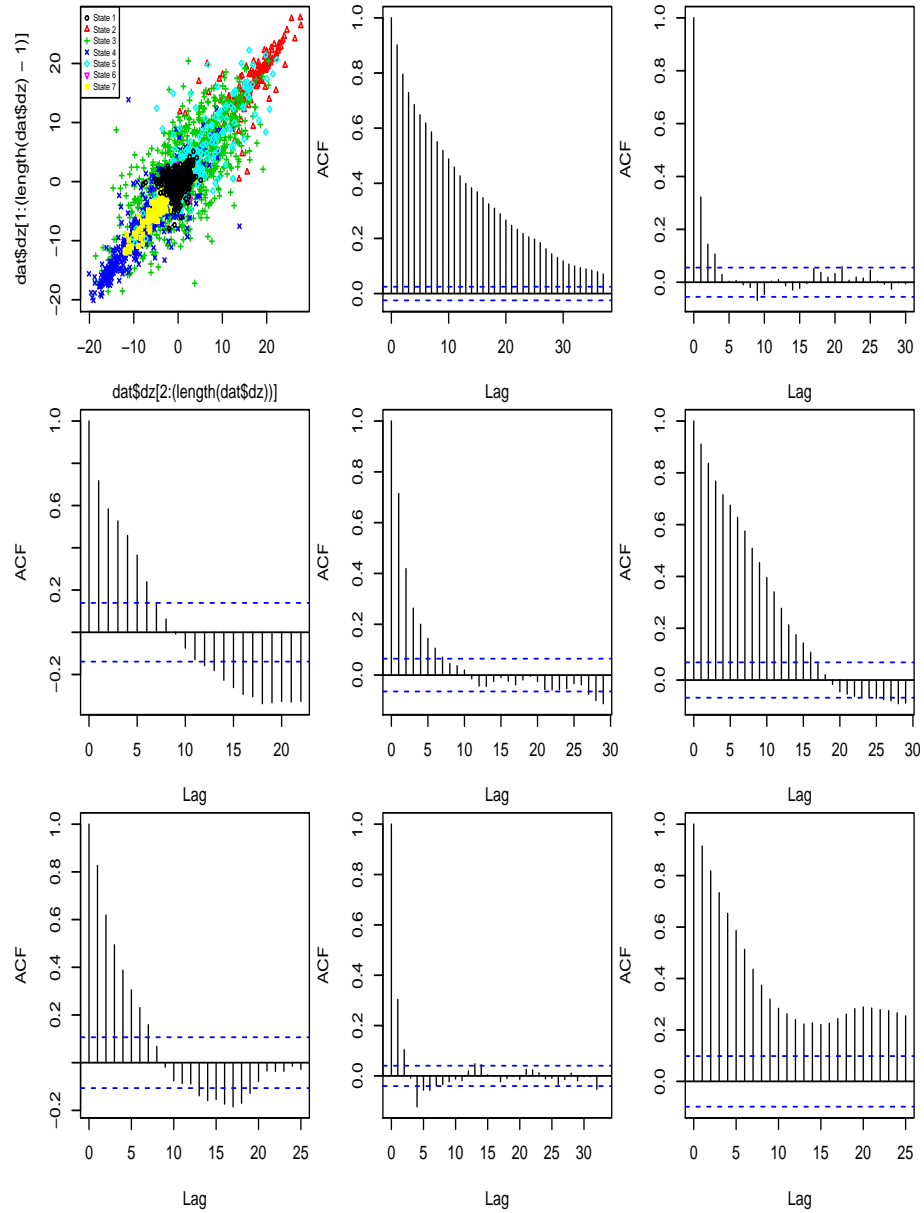 State 1
State 2
State 3
State 4
State 5
State 6
State 7
dat$dz[1:(length(dat$dz) − 1)]
−20 −10 0 10 20
−20 −10 0 10 20
dat$dz[2:(length(dat$dz))]
ACF
0.0 0.2 0.4 0.6 0.8 1.0
0 10 20 30
Lag
ACF
0.0 0.2 0.4 0.6 0.8 1.0
0 5 10 15 20 25 30
Lag
ACF
−0.2 0.2 0.6 1.0
0 5 10 15 20
Lag
ACF
0.0 0.2 0.4 0.6 0.8 1.0
0 5 10 15 20 25 30
Lag
ACF
0.0 0.2 0.4 0.6 0.8 1.0
0 5 10 15 20 25 30
Lag
ACF
−0.2 0.2 0.4 0.6 0.8 1.0
0 5 10 15 20 25
Lag
ACF
0.0 0.2 0.4 0.6 0.8 1.0
0 5 10 15 20 25 30
Lag
ACF
0.0 0.2 0.4 0.6 0.8 1.0
0 5 10 15 20 25
Lag